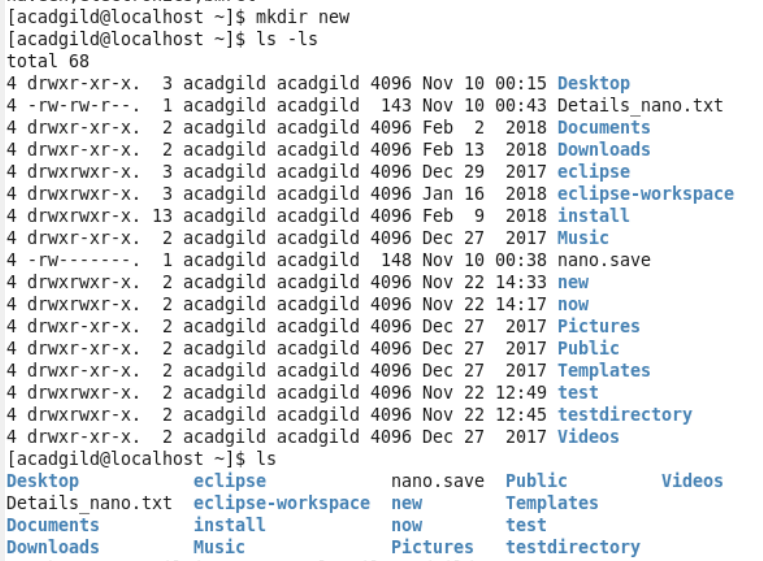 [acadgild@localhost ~]$ mkdir new
[acadgild@localhost ~]$ ls -ls
total 68
4 drwxr-xr-x.  3 acadgild acadgild 4096 Nov 10 00:15 Desktop
4 -rw-rw-r--.  1 acadgild acadgild  143 Nov 10 00:43 Details_nano.txt
4 drwxr-xr-x.  2 acadgild acadgild 4096 Feb  2  2018 Documents
4 drwxr-xr-x.  2 acadgild acadgild 4096 Feb 13  2018 Downloads
4 drwxrwxr-x.  3 acadgild acadgild 4096 Dec 29  2017 eclipse
4 drwxrwxr-x.  3 acadgild acadgild 4096 Jan 16  2018 eclipse-workspace
4 drwxrwxr-x. 13 acadgild acadgild 4096 Feb  9  2018 install
4 drwxr-xr-x.  2 acadgild acadgild 4096 Dec 27  2017 Music
4 -rw-------.  1 acadgild acadgild  148 Nov 10 00:38 nano.save
4 drwxrwxr-x.  2 acadgild acadgild 4096 Nov 22 14:33 new
4 drwxrwxr-x.  2 acadgild acadgild 4096 Nov 22 14:17 now
4 drwxr-xr-x.  2 acadgild acadgild 4096 Dec 27  2017 Pictures
4 drwxr-xr-x.  2 acadgild acadgild 4096 Dec 27  2017 Public
4 drwxr-xr-x.  2 acadgild acadgild 4096 Dec 27  2017 Templates
4 drwxrwxr-x.  2 acadgild acadgild 4096 Nov 22 12:49 test
4 drwxrwxr-x.  2 acadgild acadgild 4096 Nov 22 12:45 testdirectory
4 drwxr-xr-x.  2 acadgild acadgild 4096 Dec 27  2017 Videos
[acadgild@localhost ~]$ ls
Desktop           eclipse            nano.save  Public         Videos
Details_nano.txt  eclipse-workspace  new        Templates
Documents         install            now        test
Downloads         Music              Pictures   testdirectory